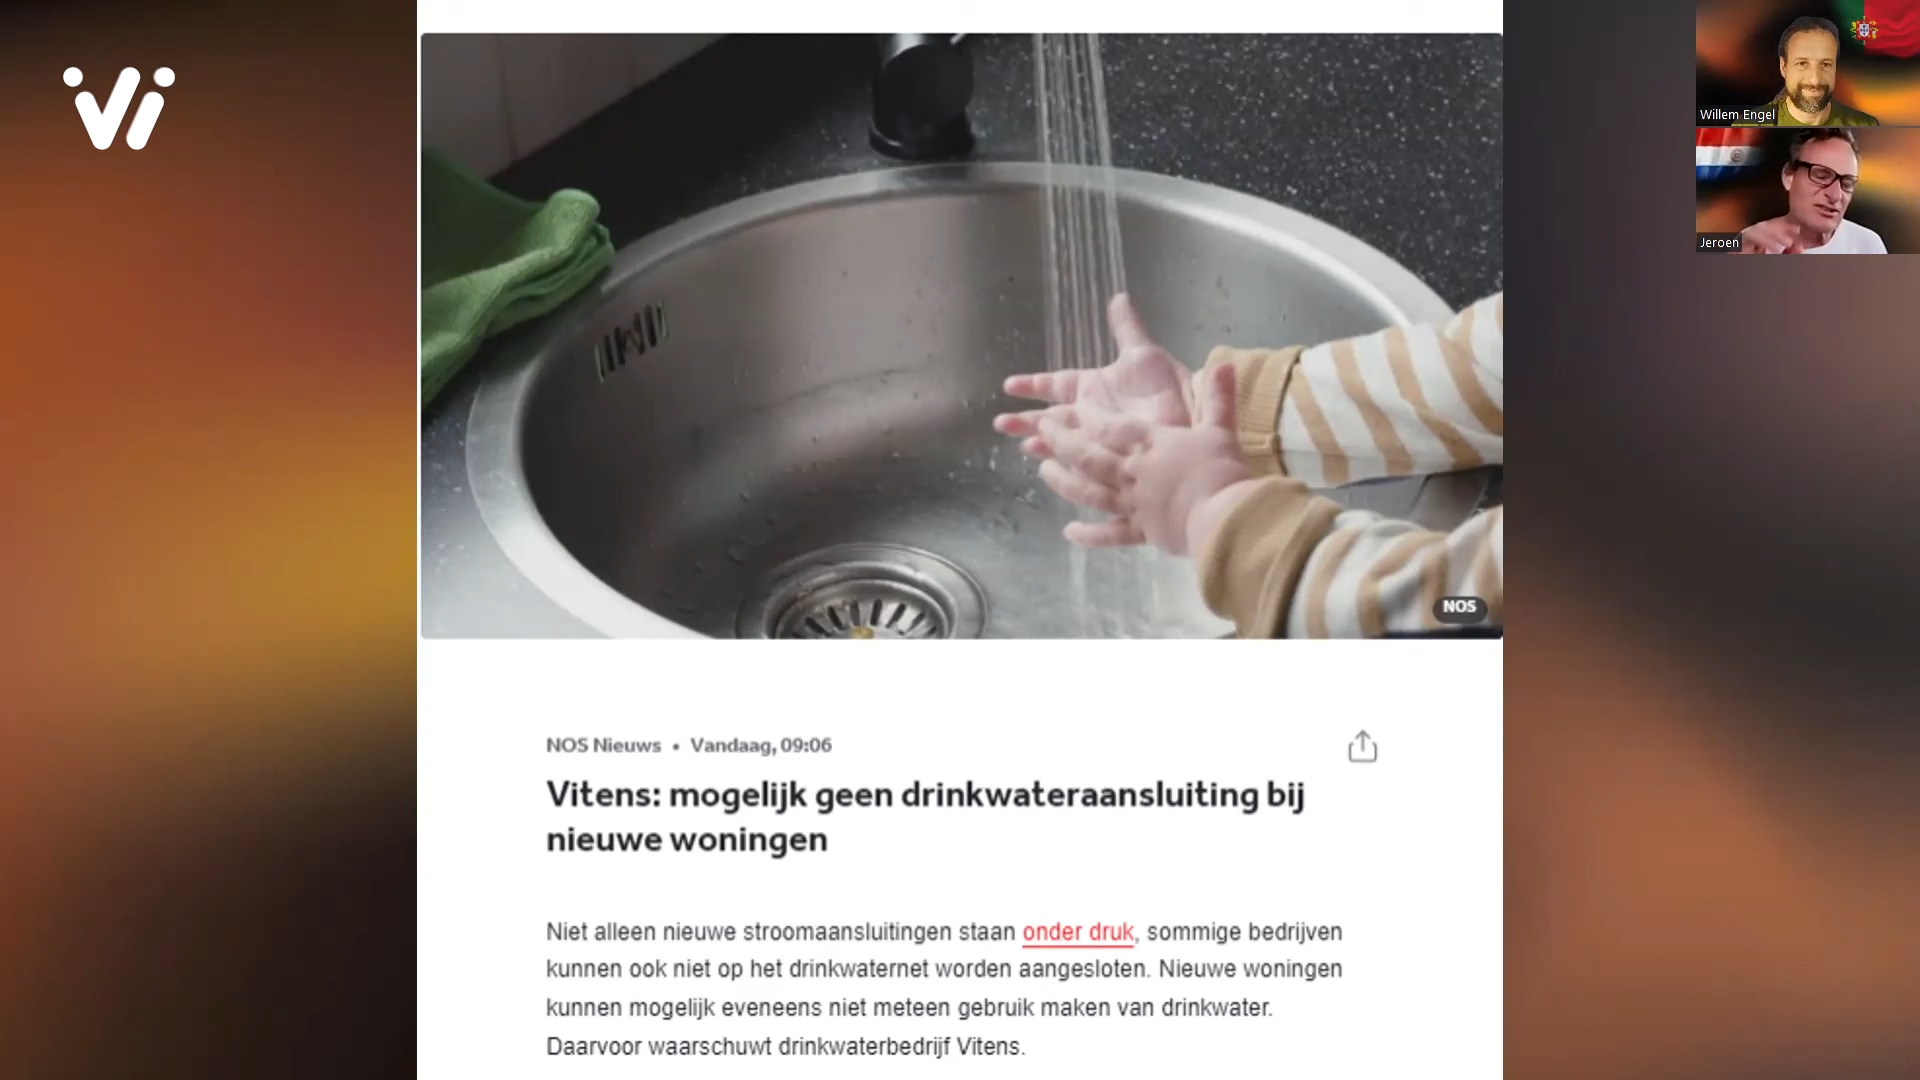 Vi
Willem Engel
Jeroen
NOS
NOS Nieuws • Vandaag, 09:06
Vitens: mogelijk geen drinkwateraansluiting bij
nieuwe woningen
Niet alleen nieuwe stroomaansluitingen staan onder druk, sommige bedrijven
kunnen ook niet op het drinkwaternet worden aangesloten. Nieuwe woningen
kunnen mogelijk eveneens niet meteen gebruik maken van drinkwater.
Daarvoor waarschuwt drinkwaterbedrijf Vitens.